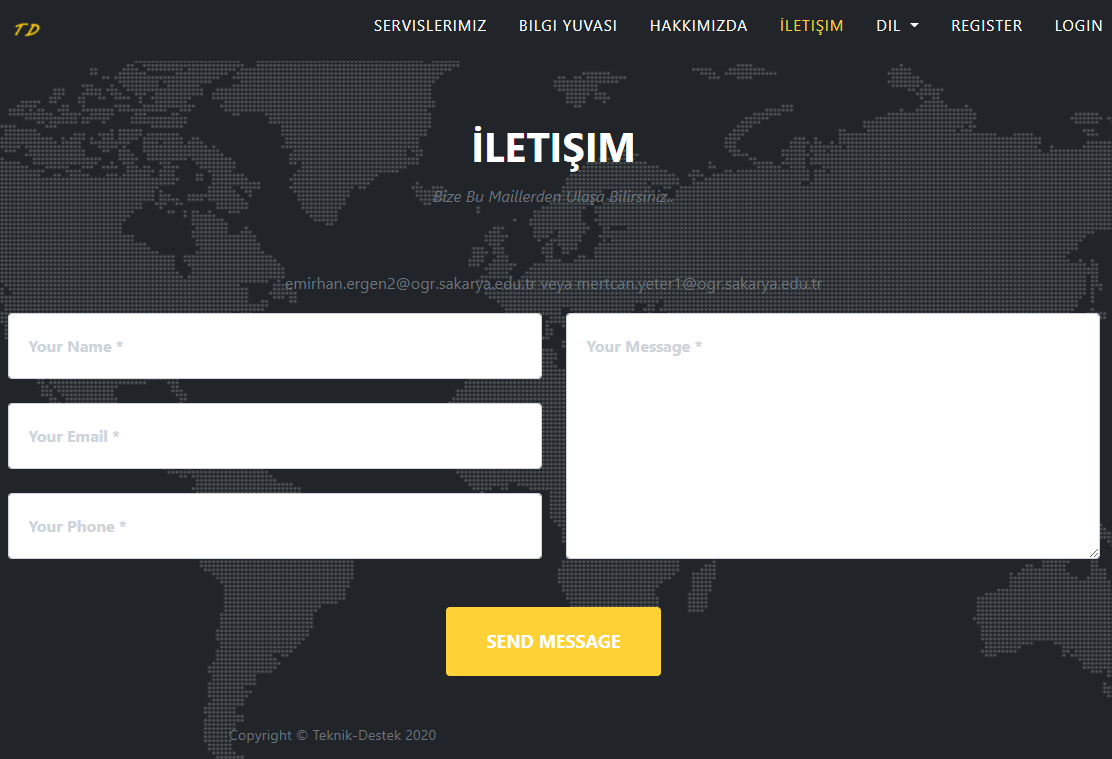 TD
SERVISLERIMIZ BILGI YUVASI HAKKIMIZDA İLETIŞIM DIL REGISTER LOGIN
İLETIŞIM
Bize Bu Maillerden Ulaşa Bilirsiniz..
emirhan.ergen2@ogr.sakarya.edu.tr veya mertcan.yeter1@ogr.sakarya.edu.tr
Your Name *
Your Email *
Your Phone *
Your Message *
SEND MESSAGE
Copyright © Teknik-Destek 2020